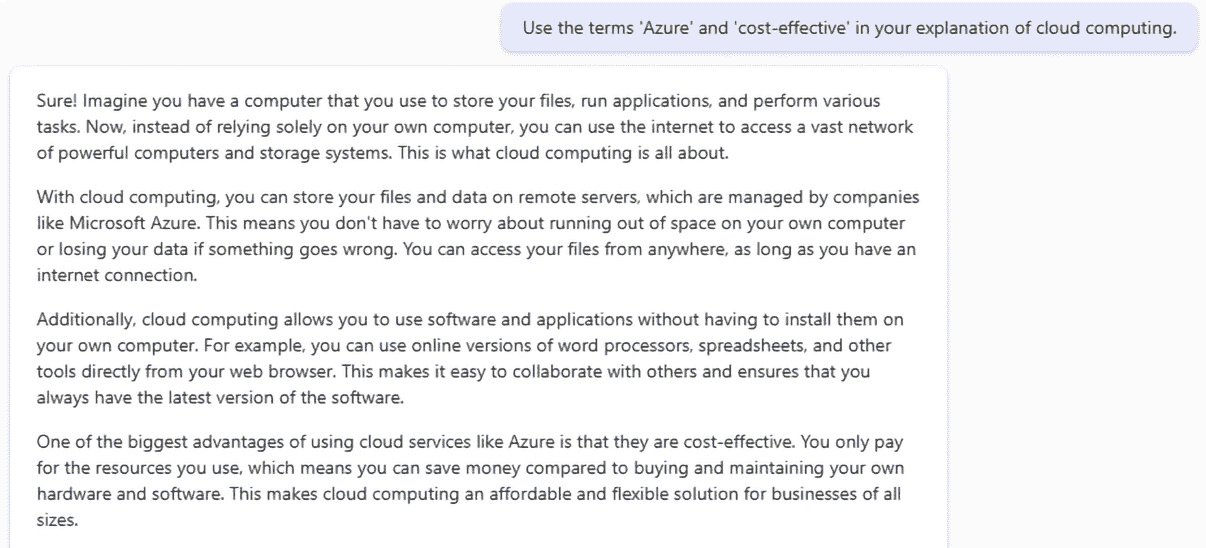 Use the terms 'Azure' and 'cost-effective' in your explanation of cloud computing.
Sure! Imagine you have a computer that you use to store your files, run applications, and perform various
tasks. Now, instead of relying solely on your own computer, you can use the internet to access a vast network
of powerful computers and storage systems. This is what cloud computing is all about.
With cloud computing, you can store your files and data on remote servers, which are managed by companies
like Microsoft Azure. This means you don't have to worry about running out of space on your own computer
or losing your data if something goes wrong. You can access your files from anywhere, as long as you have an
internet connection.
Additionally, cloud computing allows you to use software and applications without having to install them on
your own computer. For example, you can use online versions of word processors, spreadsheets, and other
tools directly from your web browser. This makes it easy to collaborate with others and ensures that you
always have the latest version of the software.
One of the biggest advantages of using cloud services like Azure is that they are cost-effective. You only pay
for the resources you use, which means you can save money compared to buying and maintaining your own
hardware and software. This makes cloud computing an affordable and flexible solution for businesses of all
sizes.